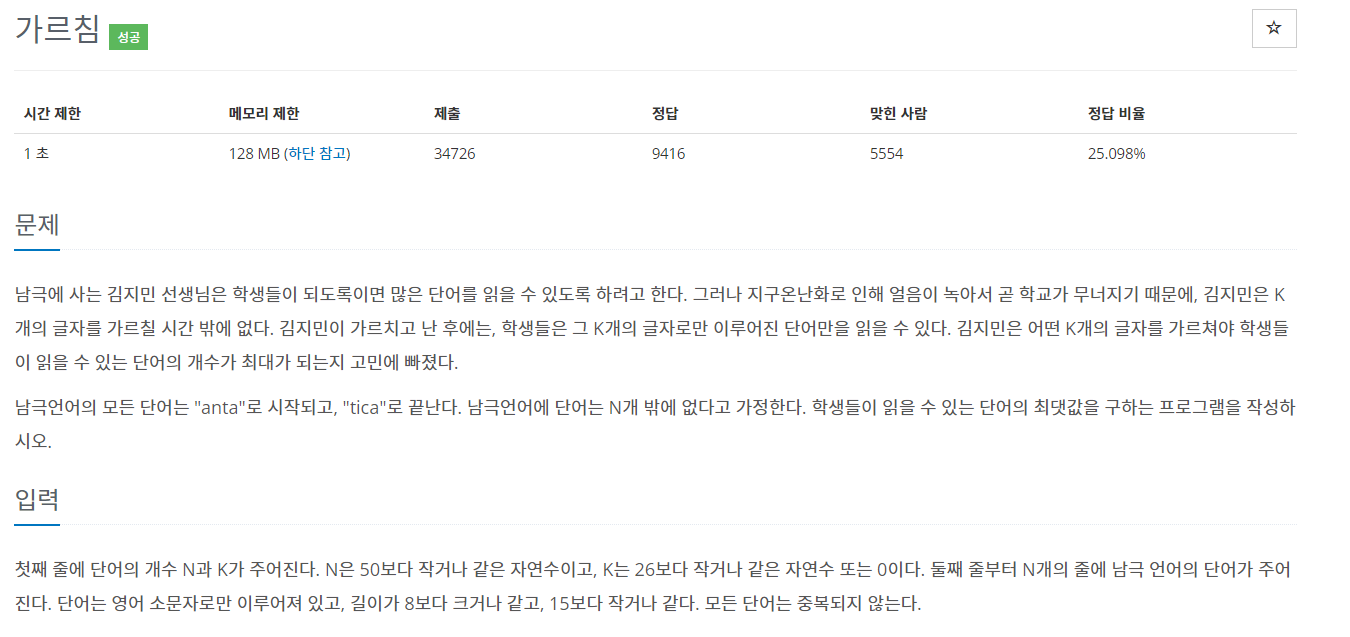 가르침 성공
☆
시간 제한 메모리 제한 제출 정답 맞힌 사람 정답 비율
1 초 128 MB (하단 참고) 34726 9416 5554 25.098%
문제
남극에 사는 김지민 선생님은 학생들이 되도록이면 많은 단어를 읽을 수 있도록 하려고 한다. 그러나 지구온난화로 인해 얼음이 녹아서 곧 학교가 무너지기 때문에, 김지민은 K
개의 글자를 가르칠 시간 밖에 없다. 김지민이 가르치고 난 후에는, 학생들은 그 K개의 글자로만 이루어진 단어만을 읽을 수 있다. 김지민은 어떤 K개의 글자를 가르쳐야 학생들
이 읽을 수 있는 단어의 개수가 최대가 되는지 고민에 빠졌다.
남극언어의 모든 단어는 "anta"로 시작되고, "tica"로 끝난다. 남극언어에 단어는 N개 밖에 없다고 가정한다. 학생들이 읽을 수 있는 단어의 최댓값을 구하는 프로그램을 작성하
시오.
입력
첫째 줄에 단어의 개수 N과 K가 주어진다. N은 50보다 작거나 같은 자연수이고, K는 26보다 작거나 같은 자연수 또는 0이다. 둘째 줄부터 N개의 줄에 남극 언어의 단어가 주어
진다. 단어는 영어 소문자로만 이루어져 있고, 길이가 8보다 크거나 같고, 15보다 작거나 같다. 모든 단어는 중복되지 않는다.